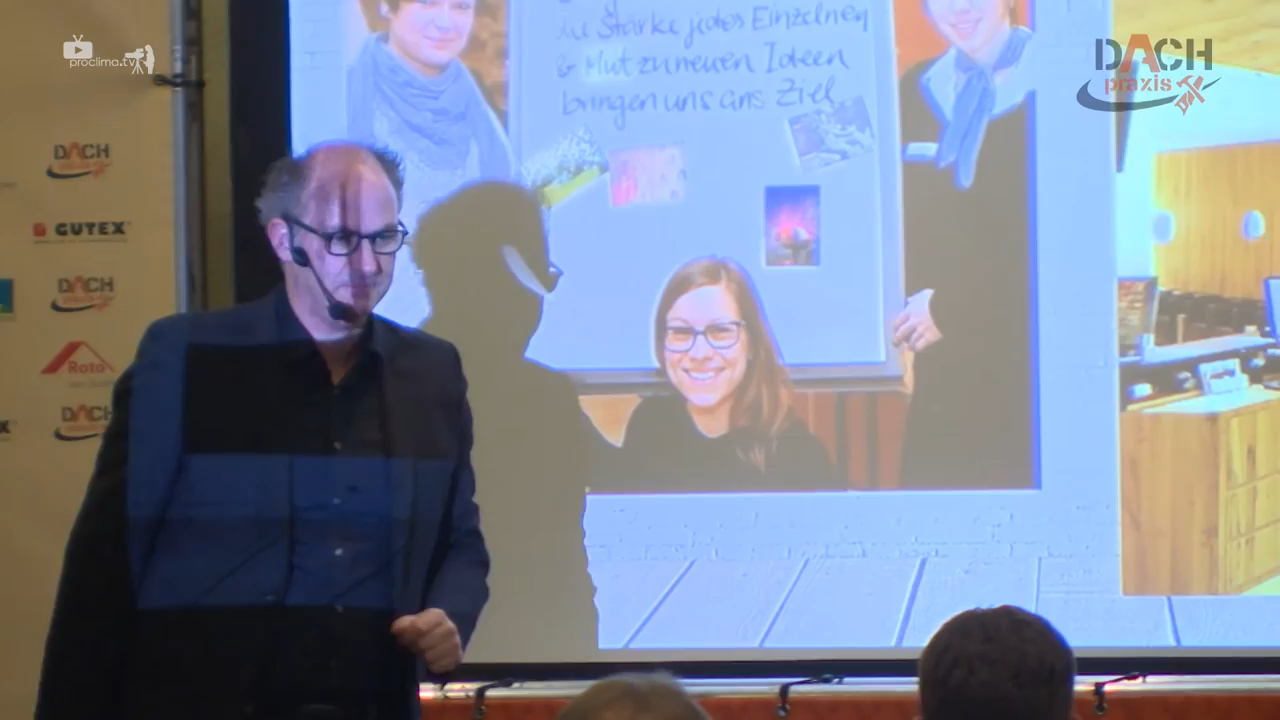 proclima.tv
DACH
praxis
die Stärke jedes Einzelnen
& Mut zu neuen Ideen
bringen uns ans Ziel
DACH
GUTEX
DACH
Roto
DACH